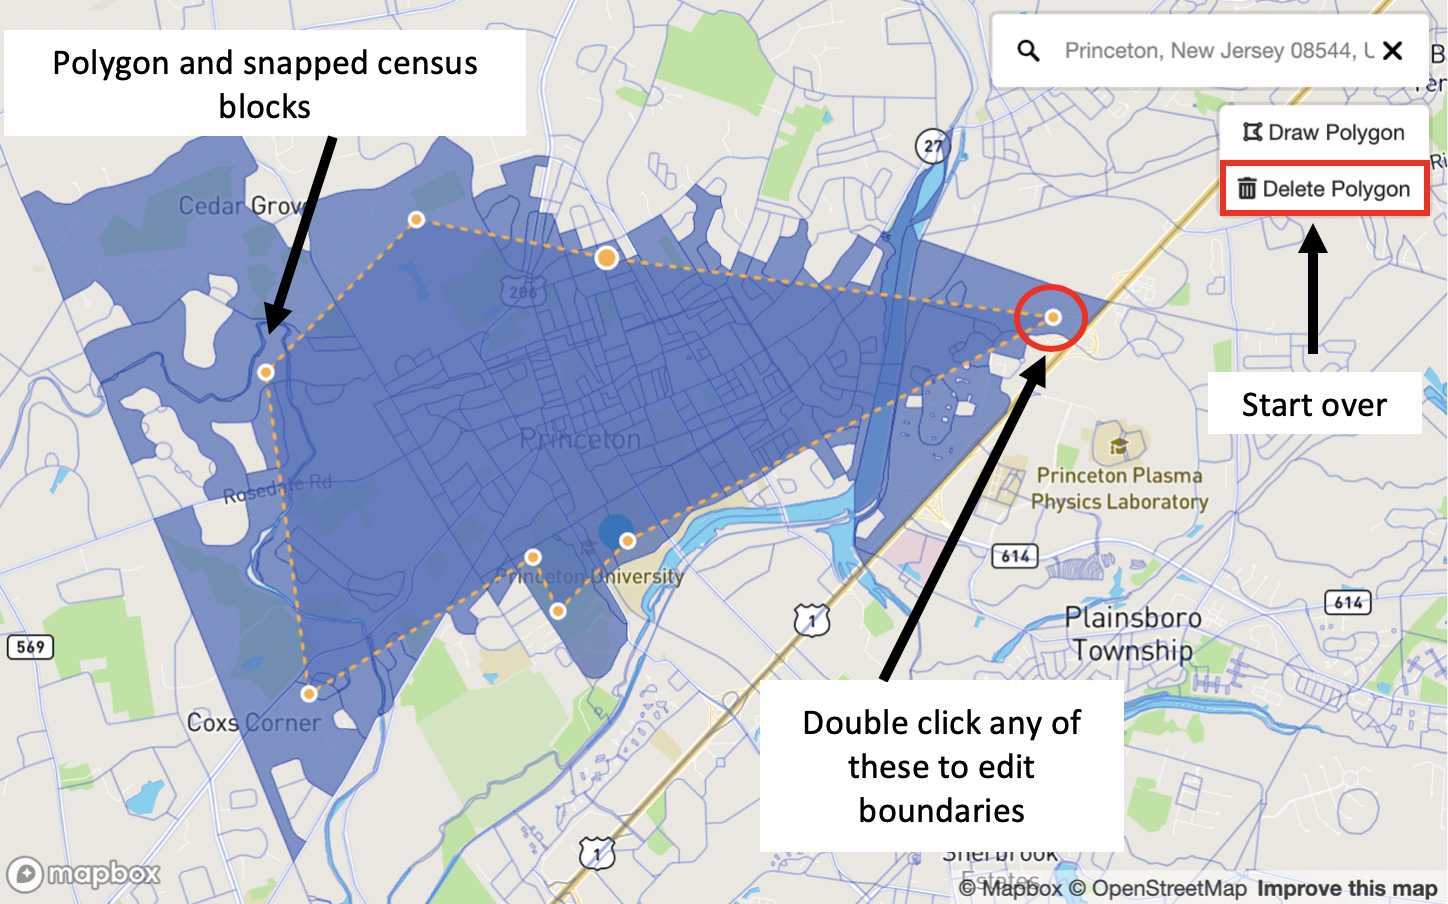 Polygon and snapped census
blocks
Princeton, New Jersey 08544, U
Draw Polygon
Delete Polygon
Start over
27
Cedar Grove
206
Princeton
Rosedale Rd
Princeton Plasma
Physics Laboratory
Princeton University
614
614
1
Plainsboro
Township
569
Coxs Corner
Double click any of
these to edit
boundaries
1
Sherbrook
Estates
mapbox
© Mapbox © OpenStreetMap Improve this map